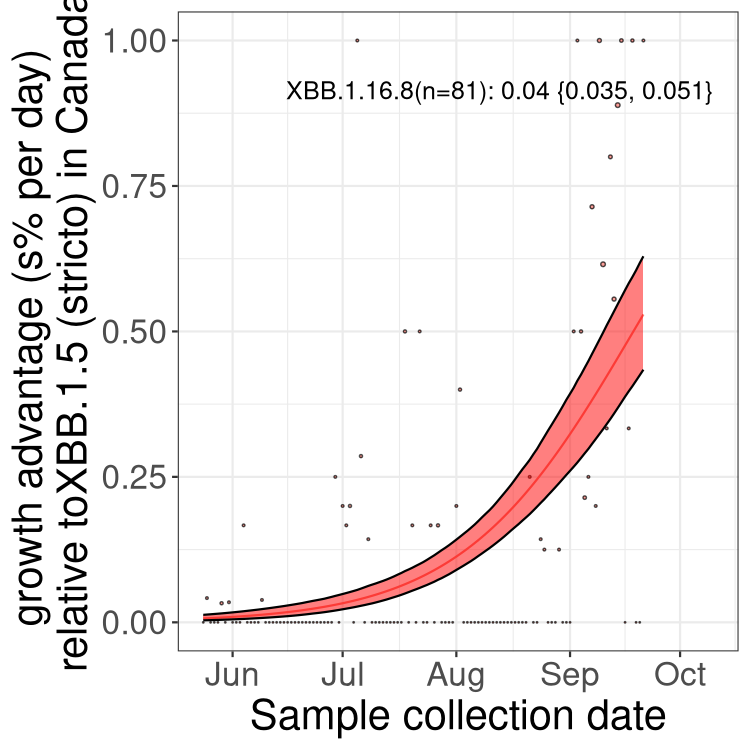 growth advantage (s% per day)
relative toXBB.1.5 (stricto) in Canada
1.00
0.75
0.50
0.25
0.00
XBB.1.16.8(n=81): 0.04 {0.035, 0.051}
Jun Jul Aug Sep Oct
Sample collection date